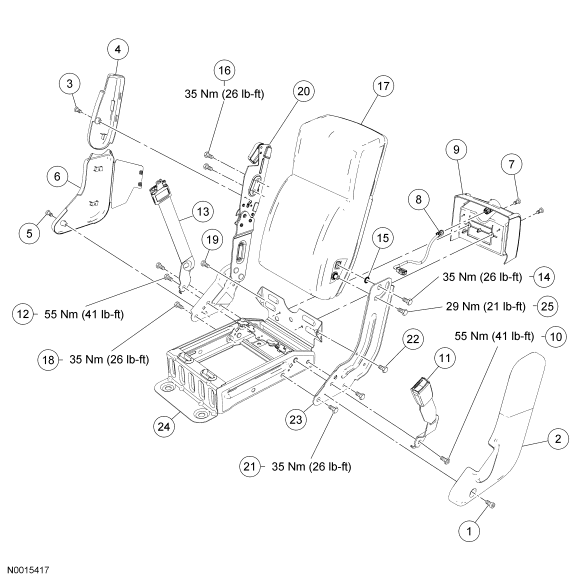 4
16
35 Nm (26 lb-ft)
17
3
20
9
7
6
8
13
15
5
19
35 Nm (26 lb-ft) 14
12 55 Nm (41 lb-ft)
29 Nm (21 lb-ft) 25
55 Nm (41 lb-ft) 10
18 35 Nm (26 lb-ft)
22
11
24
23
2
21 35 Nm (26 lb-ft)
1
N0015417